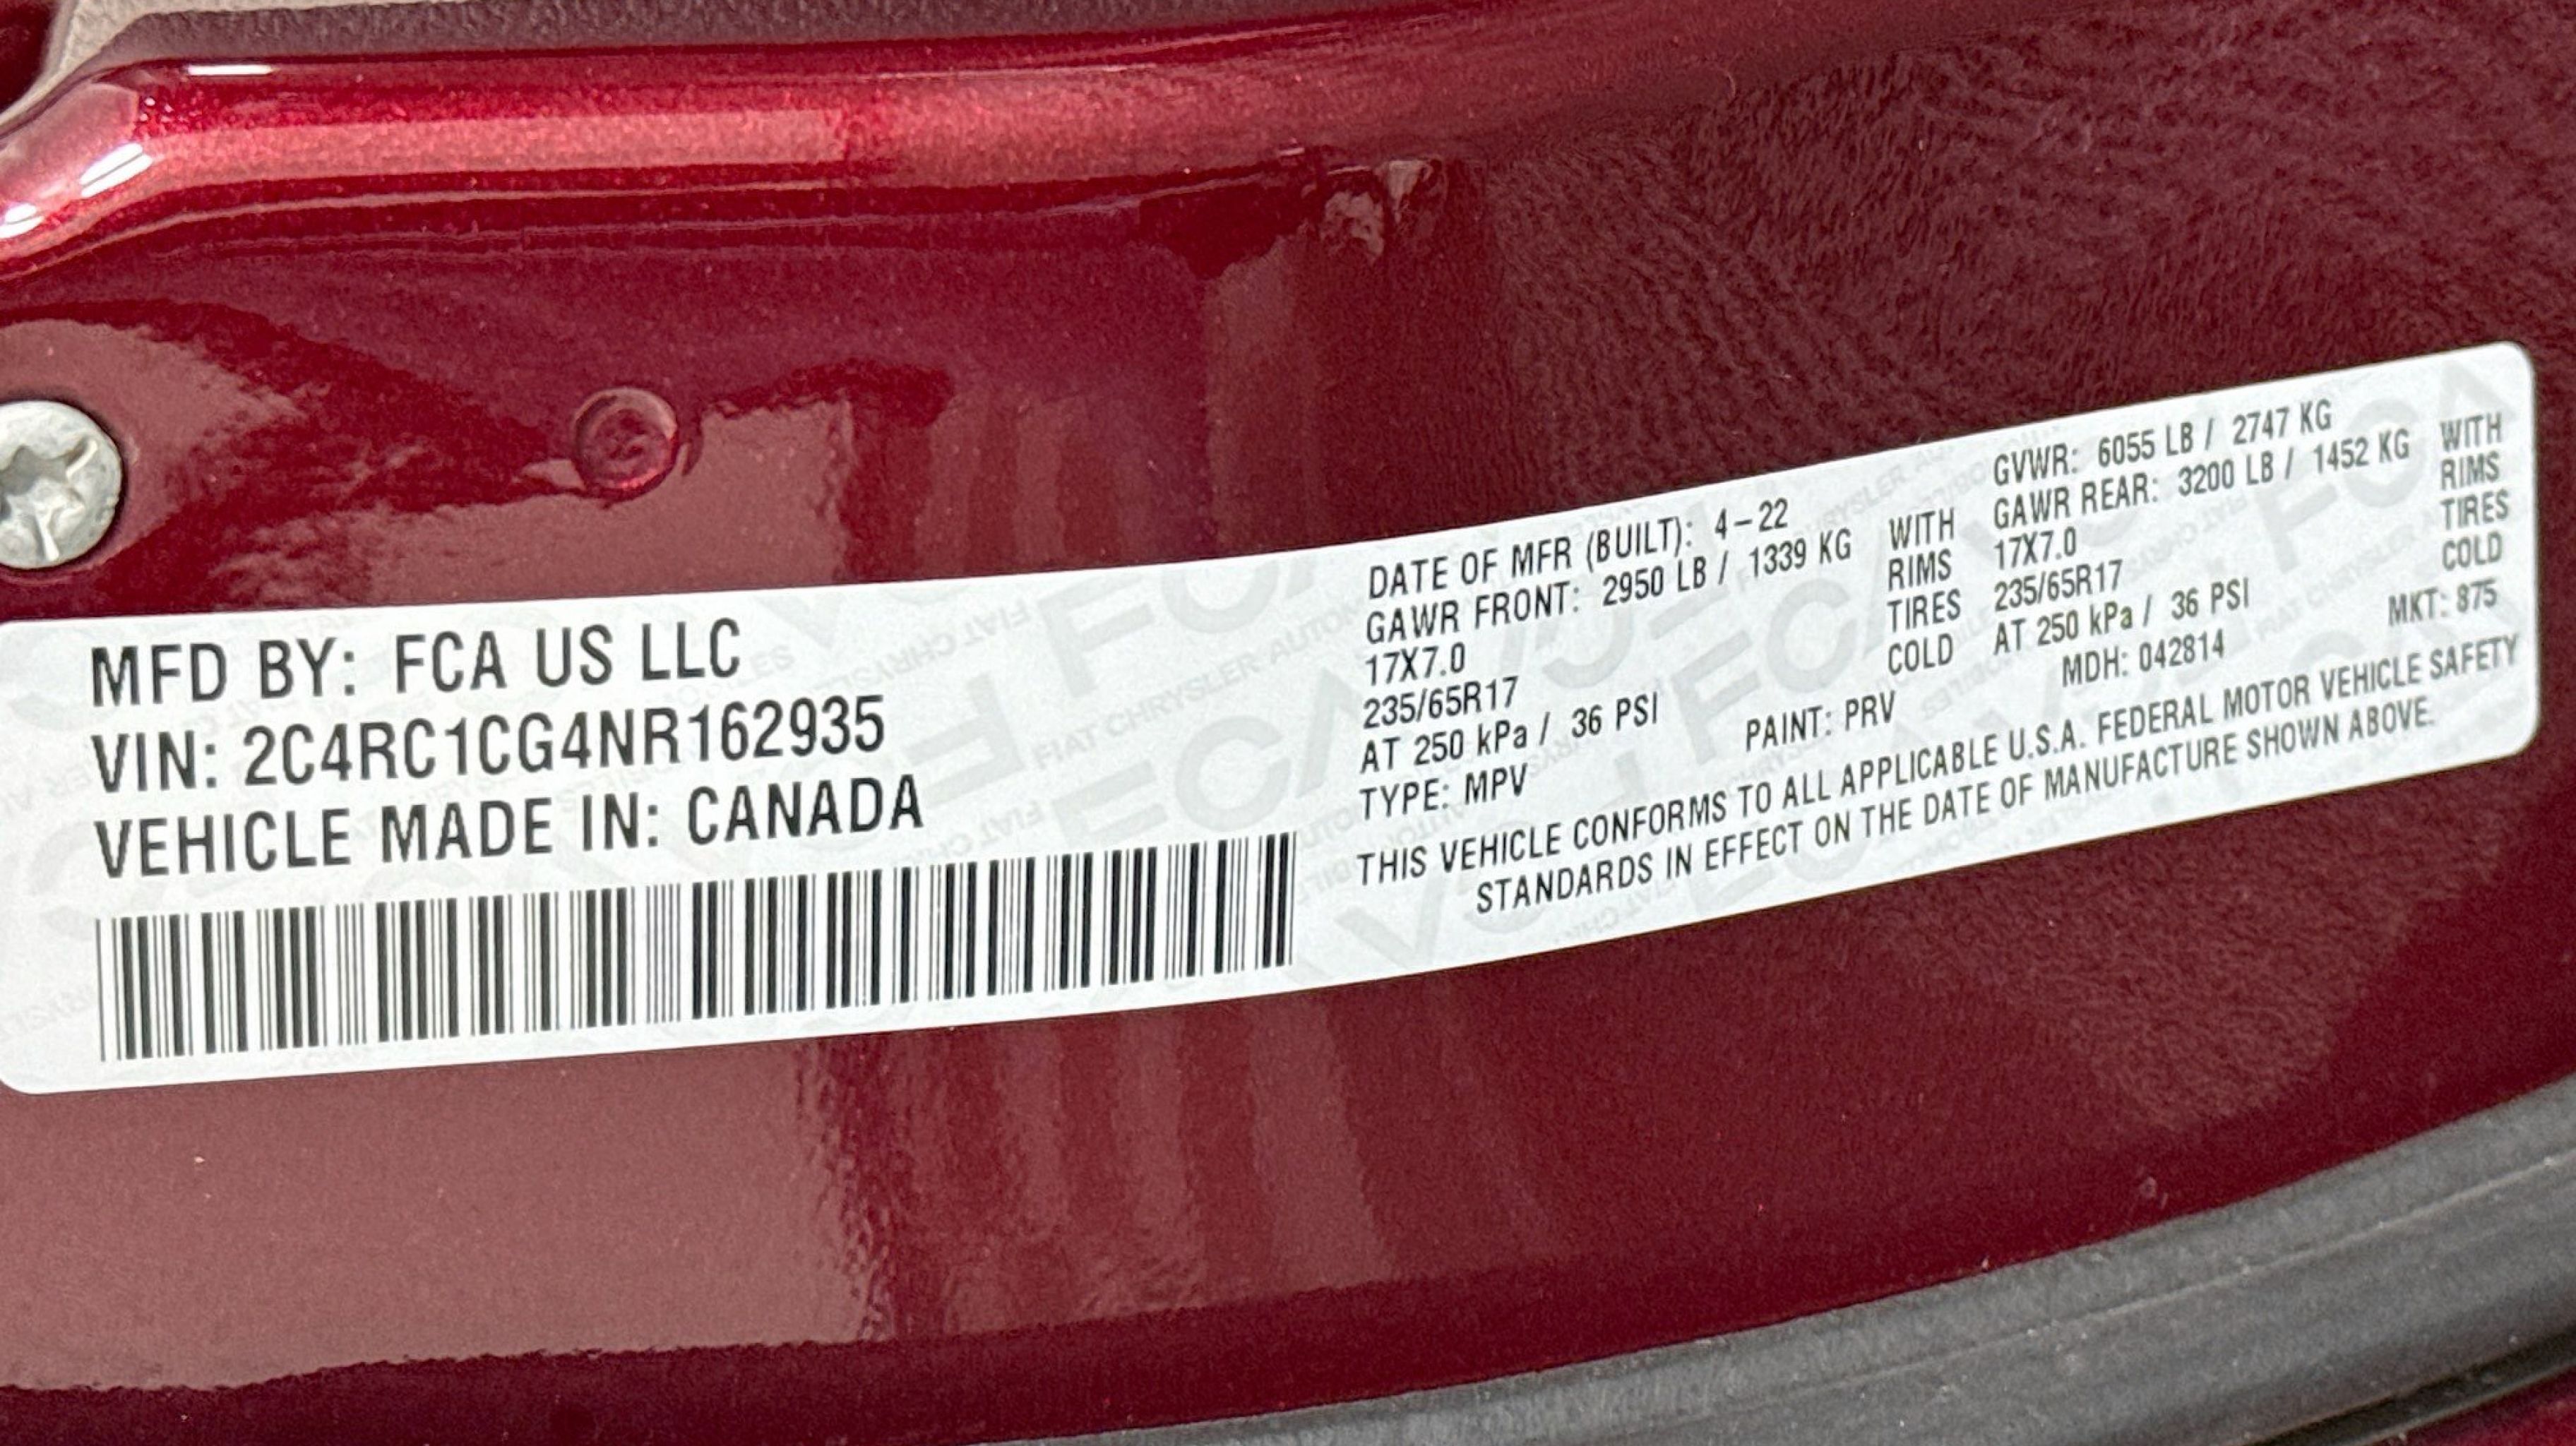 MFD BY: FCA US LLC
VIN: 2C4RC1CG4NR162935
VEHICLE MADE IN: CANADA
DATE OF MFR (BUILT): 4-22 GVWR: 6055 LB / 2747 KG
GAWR FRONT: 2950 LB / 1339 KG WITH GAWR REAR: 3200 LB / 1452 KG WITH
17X7.0 RIMS 17X7.0 RIMS
235/65R17 TIRES 235/65R17 TIRES
AT 250 kPa / 36 PSI COLD AT 250 kPa / 36 PSI COLD
TYPE: MPV PAINT: PRV MDH: 042814 MKT: 875
THIS VEHICLE CONFORMS TO ALL APPLICABLE U.S.A. FEDERAL MOTOR VEHICLE SAFETY
STANDARDS IN EFFECT ON THE DATE OF MANUFACTURE SHOWN ABOVE.